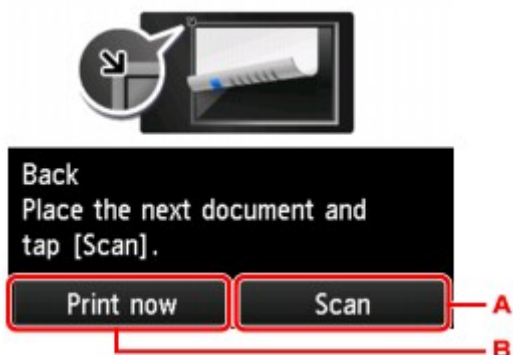 Back
Place the next document and
tap [Scan].
Print now Scan A
B